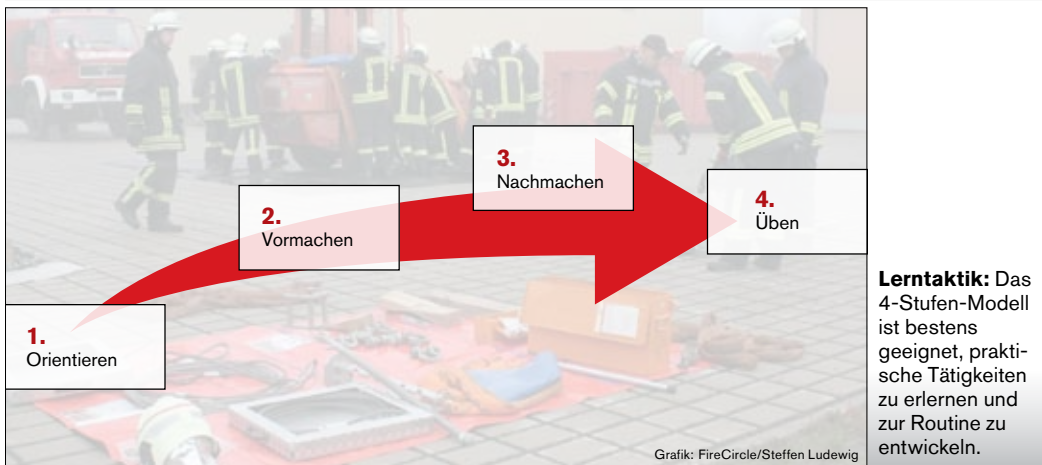 1.
Orientieren
2.
Vormachen
3.
Nachmachen
4.
Üben
Grafik: FireCircle/Steffen Ludewig
Lerntaktik: Das
4-Stufen-Modell
ist bestens
geeignet, prakti-
sche Tätigkeiten
zu erlernen und
zur Routine zu
entwickeln.